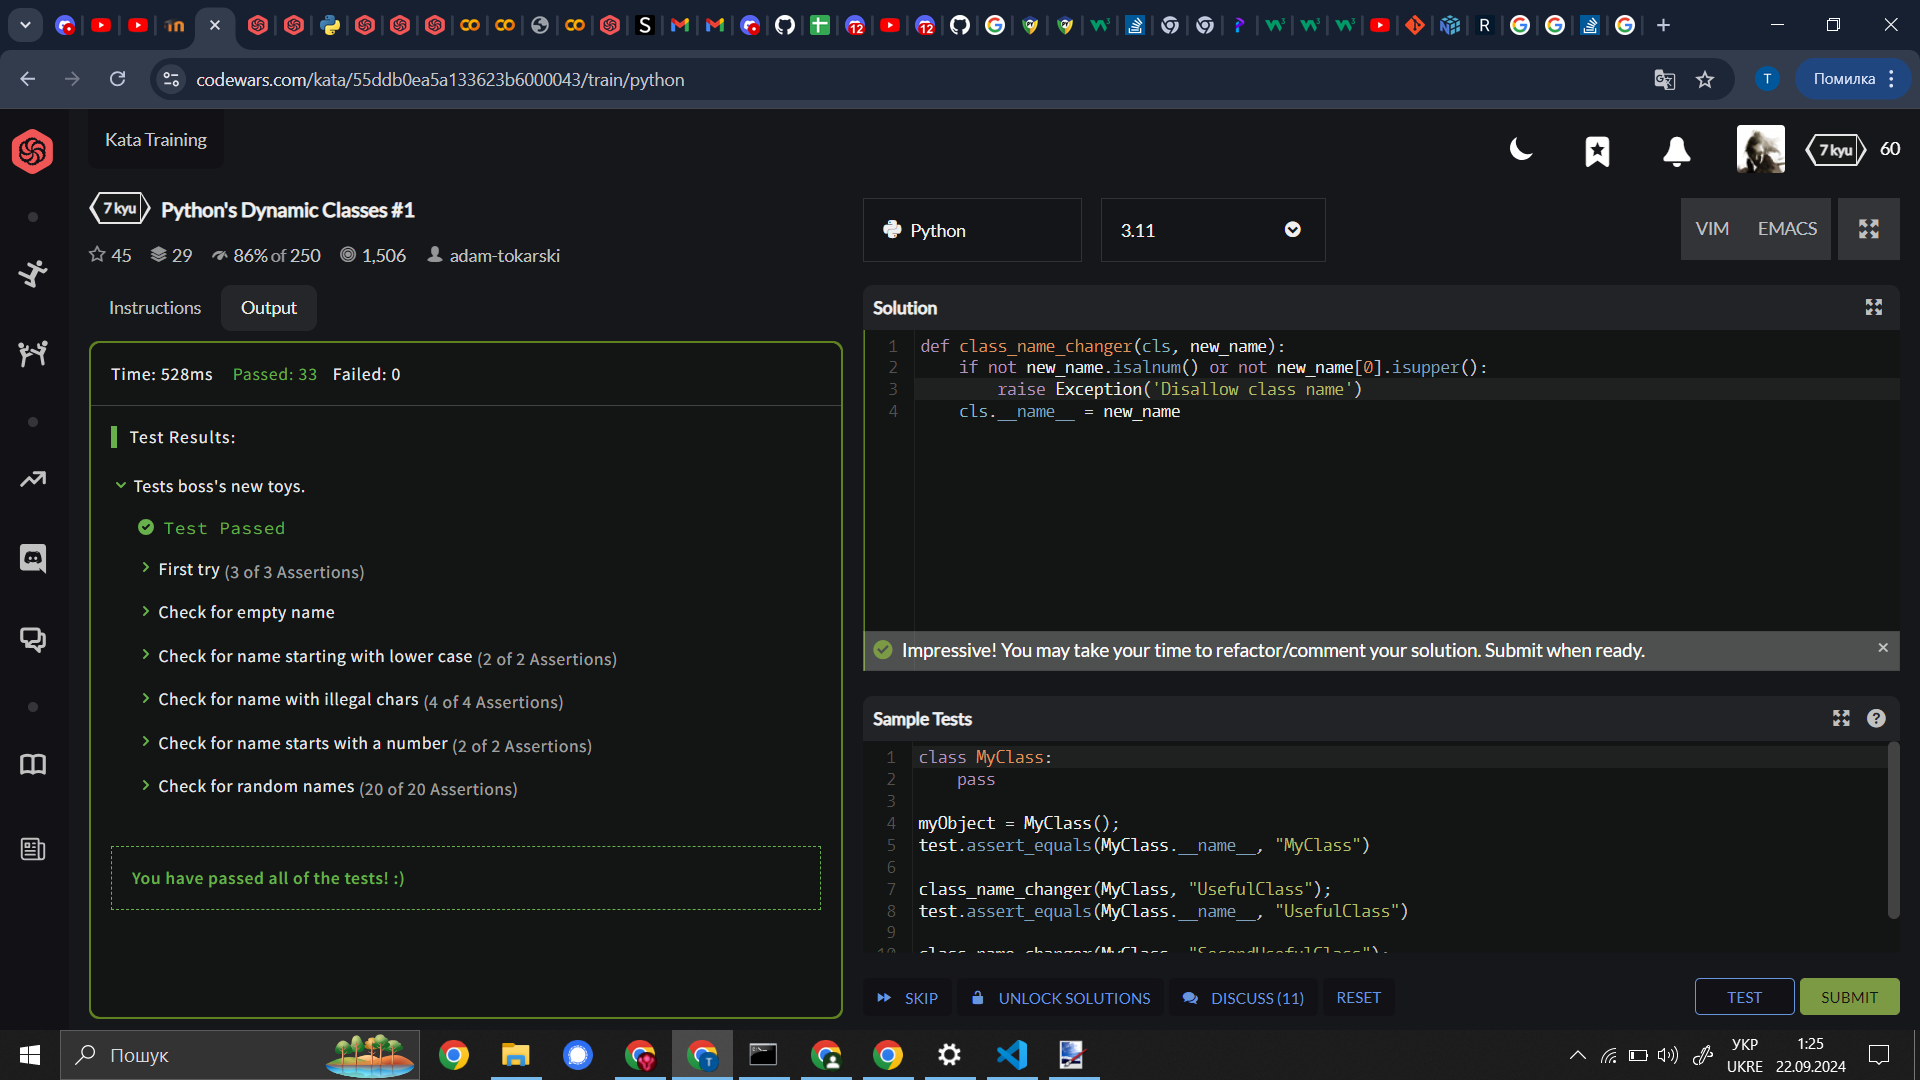 codewars.com/kata/55ddb0ea5a133623b6000043/train/python
T
Помилка
Kata Training
7 kyu
60
7 kyu
Python's Dynamic Classes #1
45
29
86% of 250
1,506
adam-tokarski
Python
3.11
VIM
EMACS
Instructions
Output
Time: 528ms Passed: 33 Failed: 0
Test Results:
Tests boss's new toys.
Test Passed
First try (3 of 3 Assertions)
Check for empty name
Check for name starting with lower case (2 of 2 Assertions)
Check for name with illegal chars (4 of 4 Assertions)
Check for name starts with a number (2 of 2 Assertions)
Check for random names (20 of 20 Assertions)
You have passed all of the tests! :)
Solution
1 def class_name_changer(cls, new_name):
2 if not new_name.isalnum() or not new_name[0].isupper():
3 raise Exception('Disallow class name')
4 cls.__name__ = new_name
Impressive! You may take your time to refactor/comment your solution. Submit when ready.
Sample Tests
1 class MyClass:
2 pass
3
4 myObject = MyClass();
5 test.assert_equals(MyClass.__name__, "MyClass")
6
7 class_name_changer(MyClass, "UsefulClass");
8 test.assert_equals(MyClass.__name__, "UsefulClass")
9
10 class_name_changer(MyClass, "SecondUsefulClass");
SKIP
UNLOCK SOLUTIONS
DISCUSS (11)
RESET
TEST
SUBMIT
Пошук
УКР
UKRE
1:25
22.09.2024